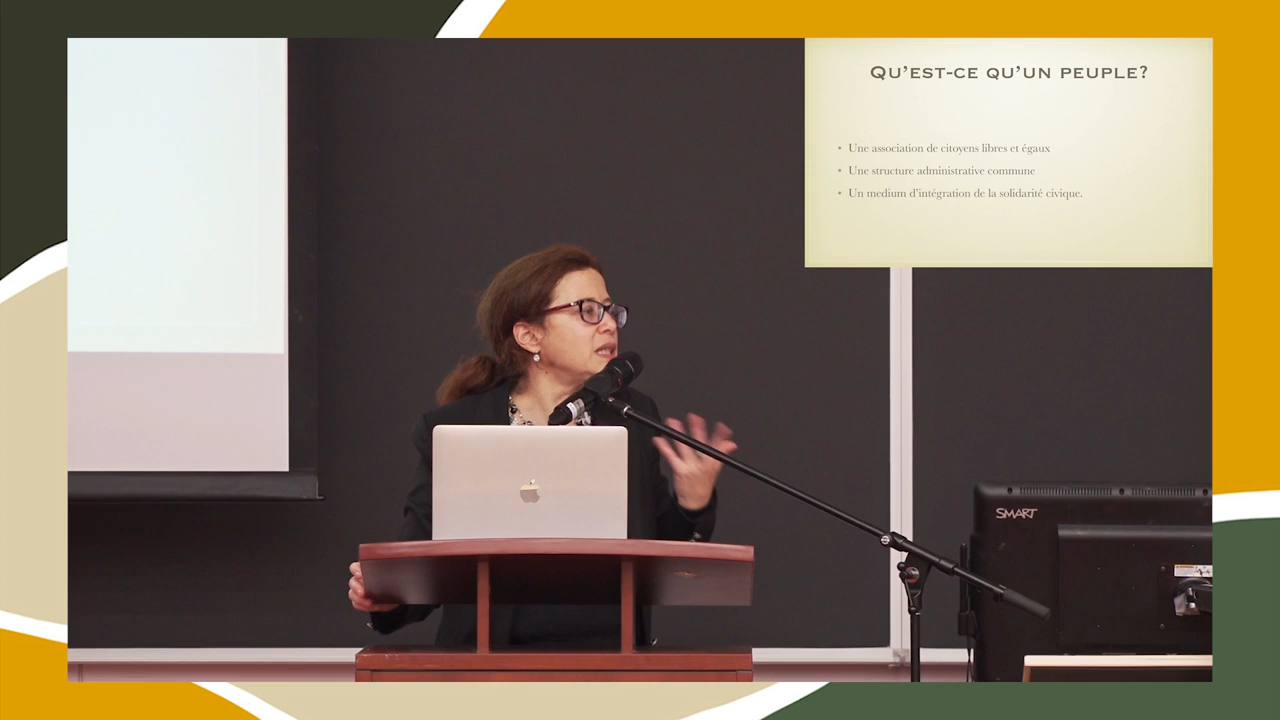 Qu'est-ce qu'un peuple?
• Une association de citoyens libres et égaux
• Une structure administrative commune
• Un medium d'intégration de la solidarité civique.
SMART